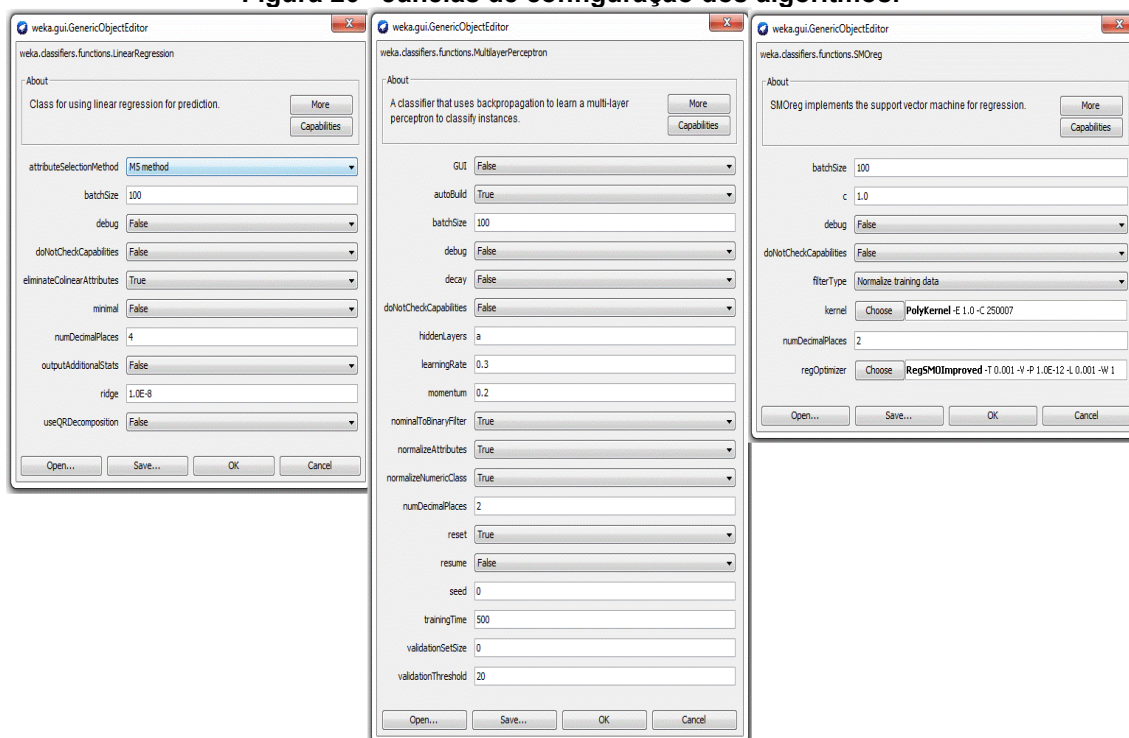 Figura 20 - Janelas de configuração dos algoritmos.
weka.gui.GenericObjectEditor
weka.classifiers.functions.LinearRegression
About
Class for using linear regression for prediction.
More
Capabilities
attributeSelectionMethod M5 method
batchSize 100
debug False
doNotCheckCapabilities False
eliminateColinearAttributes True
minimal False
numDecimalPlaces 4
outputAdditionalStats False
ridge 1.0E-8
useQRDecomposition False
Open... Save... OK Cancel
weka.gui.GenericObjectEditor
weka.classifiers.functions.MultilayerPerceptron
About
A classifier that uses backpropagation to learn a multi-layer
perceptron to classify instances.
More
Capabilities
GUI False
autoBuild True
batchSize 100
debug False
decay False
doNotCheckCapabilities False
hiddenLayers a
learningRate 0.3
momentum 0.2
nominalToBinaryFilter True
normalizeAttributes True
normalizeNumericClass True
numDecimalPlaces 2
reset True
resume False
seed 0
trainingTime 500
validationSetSize 0
validationThreshold 20
Open... Save... OK Cancel
weka.gui.GenericObjectEditor
weka.classifiers.functions.SMOreg
About
SMOreg implements the support vector machine for regression.
More
Capabilities
batchSize 100
c 1.0
debug False
doNotCheckCapabilities False
filterType Normalize training data
kernel Choose PolyKernel -E 1.0 -C 250007
numDecimalPlaces 2
regOptimizer Choose RegSMOImproved -T 0.001 -V -P 1.0E-12 -L 0.001 -W 1
Open... Save... OK Cancel